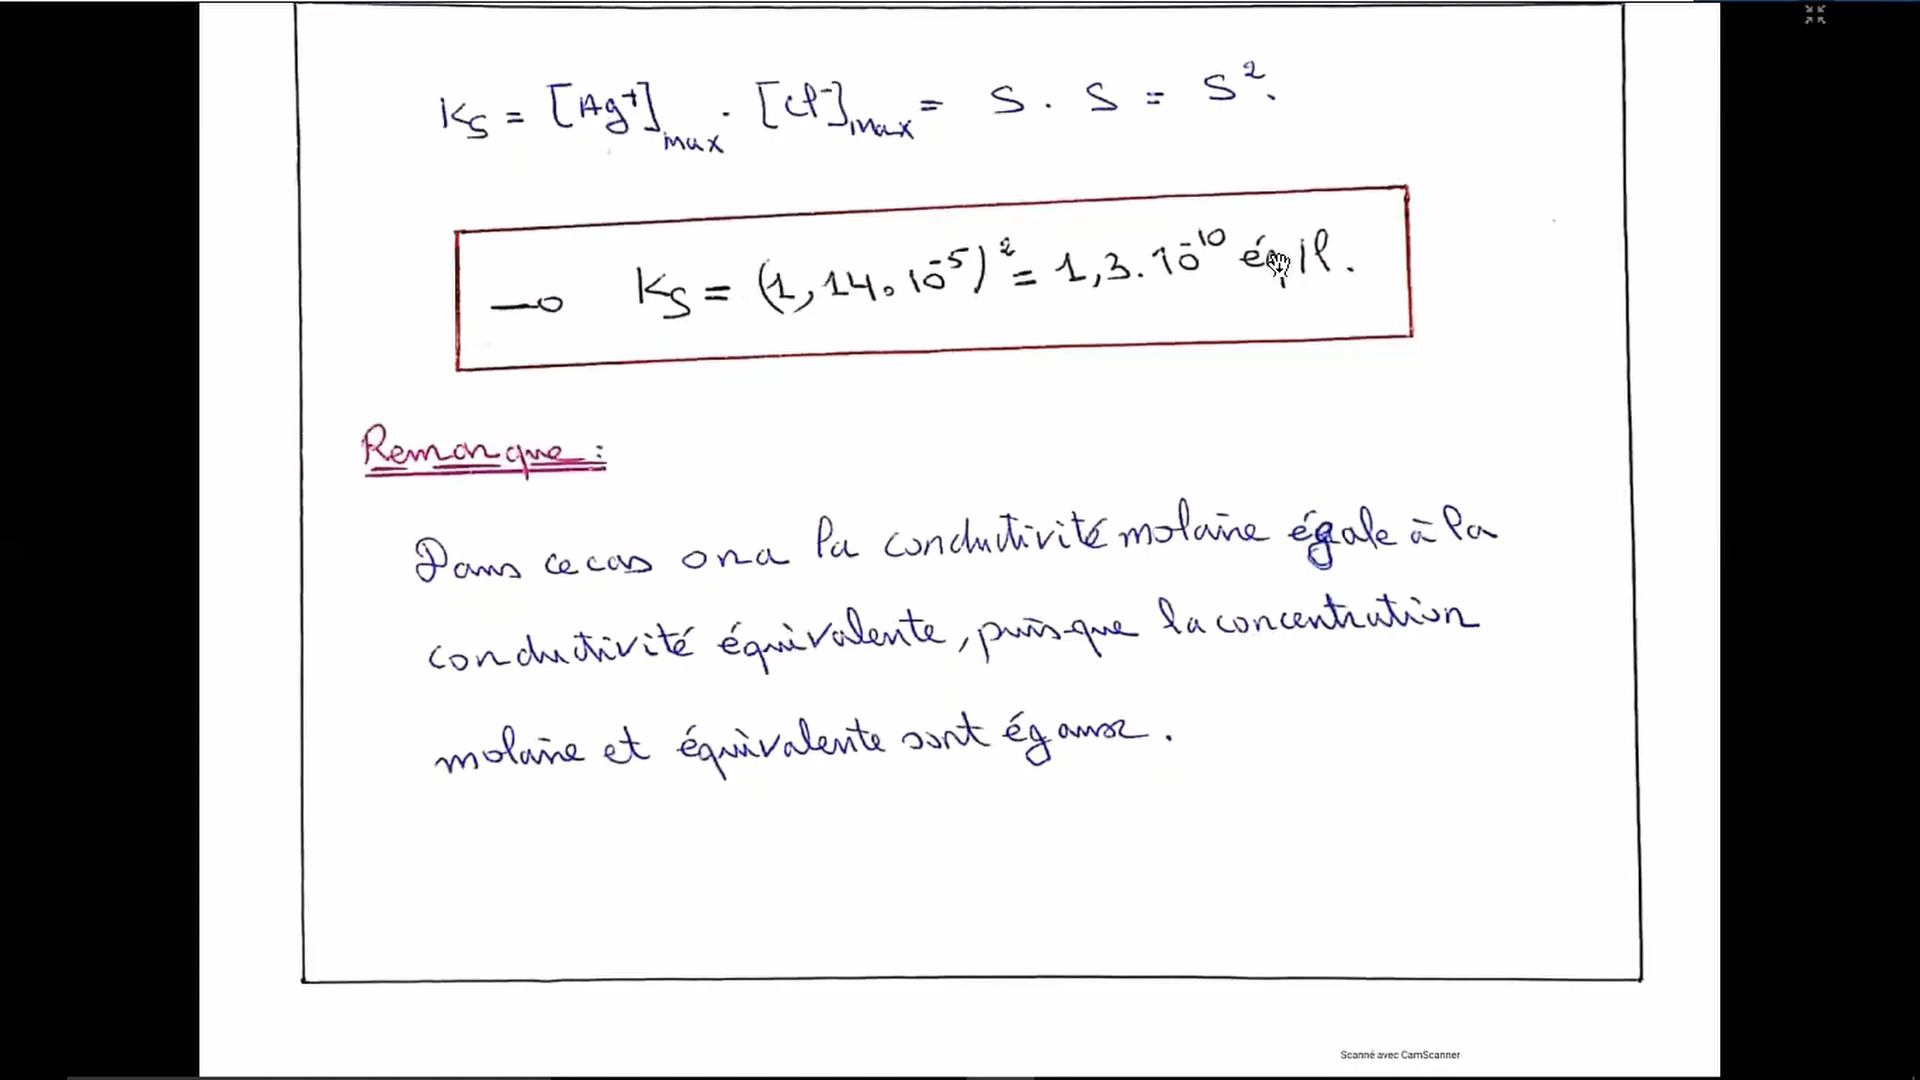 Ks = [Ag+]max . [Cl-]max = S . S = S².
→ Ks = (1,14.10⁻⁵)² = 1,3.10⁻¹⁰ éq/l.
Remarque :
Dans ce cas on a la conductivité molaire égale à la
conductivité équivalente, puisque la concentration
molaire et équivalente sont égaux.
Scanné avec CamScanner